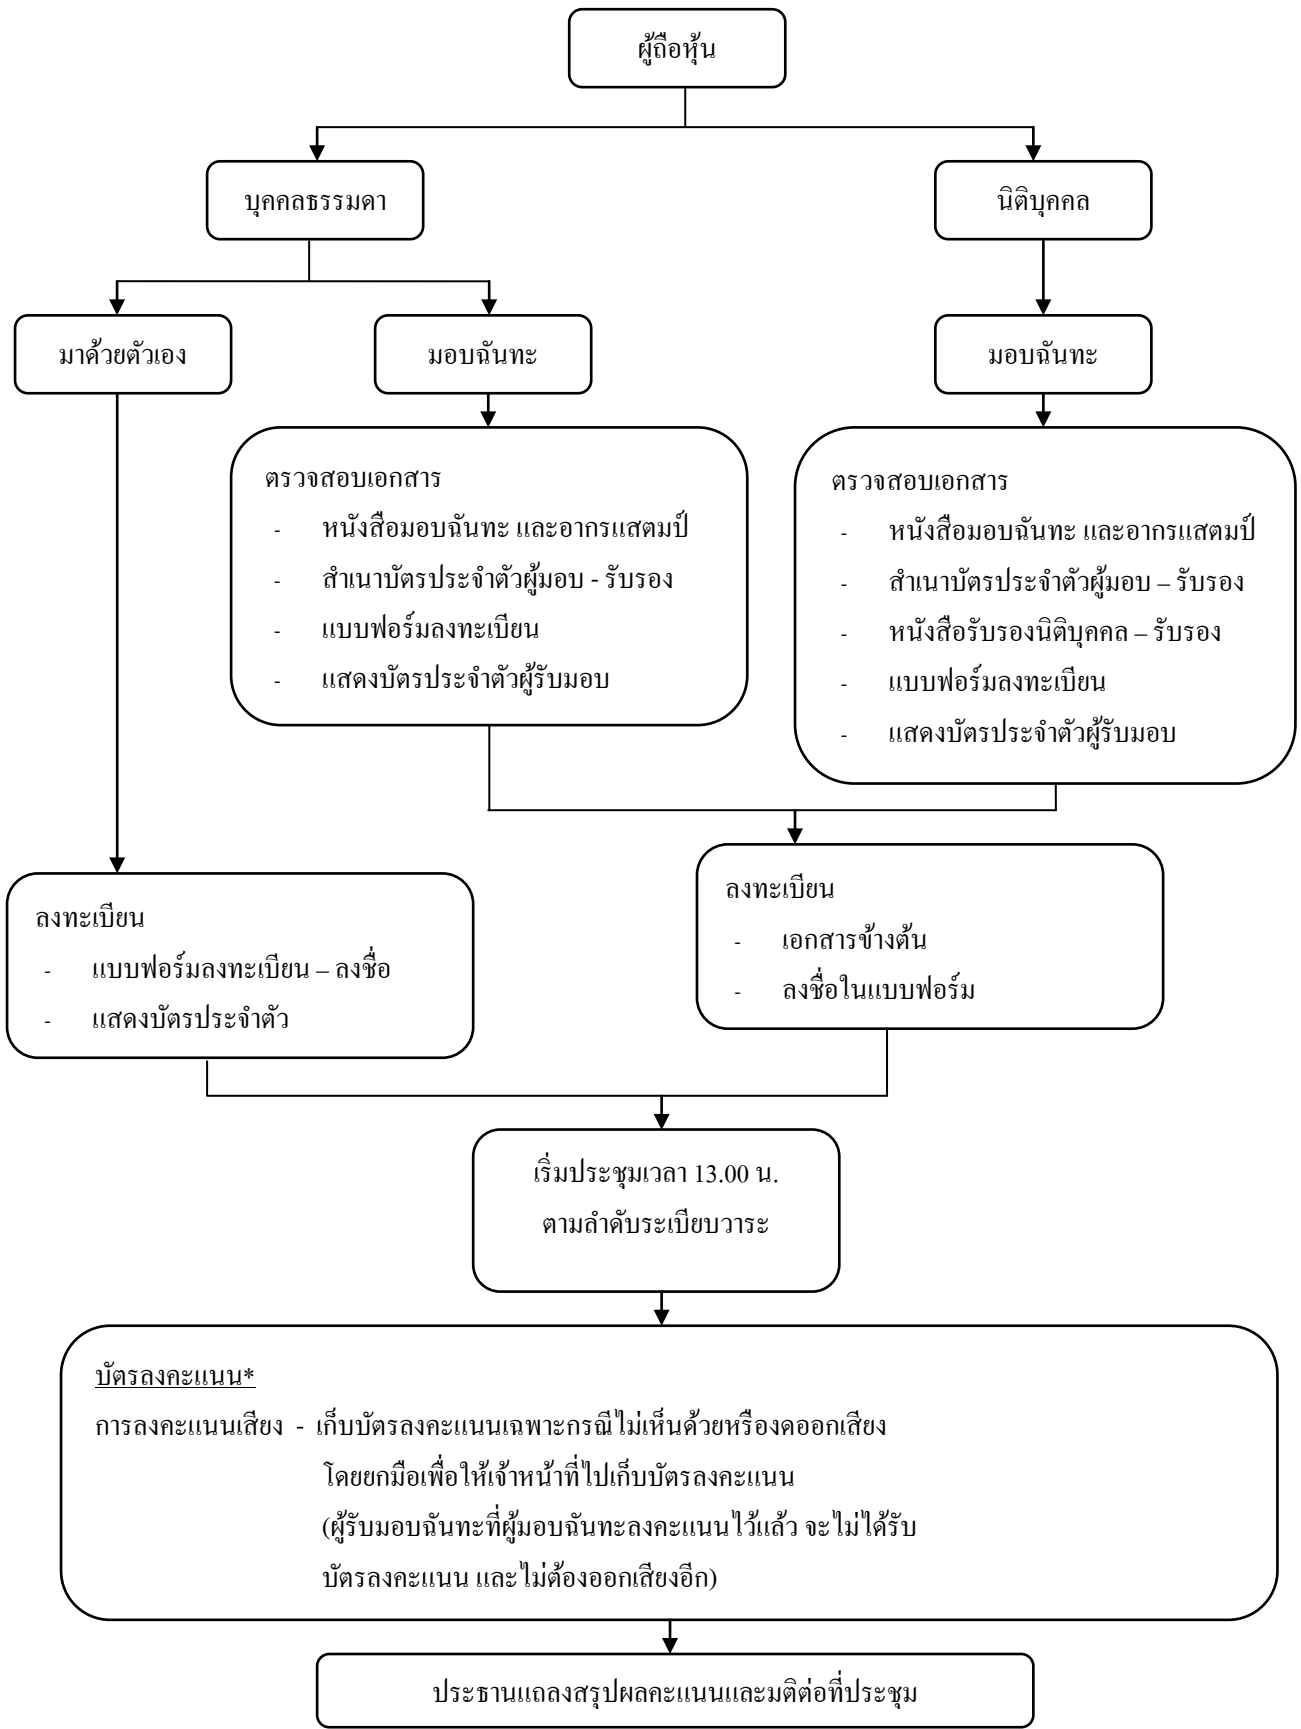 ผู้ถือหุ้น
บุคคลธรรมดา
นิติบุคคล
มาด้วยตัวเอง
มอบฉันทะ
มอบฉันทะ
ตรวจสอบเอกสาร
- หนังสือมอบฉันทะ และอากรแสตมป์
- สำเนาบัตรประจำตัวผู้มอบ - รับรอง
- แบบฟอร์มลงทะเบียน
- แสดงบัตรประจำตัวผู้รับมอบ
ตรวจสอบเอกสาร
- หนังสือมอบฉันทะ และอากรแสตมป์
- สำเนาบัตรประจำตัวผู้มอบ – รับรอง
- หนังสือรับรองนิติบุคคล – รับรอง
- แบบฟอร์มลงทะเบียน
- แสดงบัตรประจำตัวผู้รับมอบ
ลงทะเบียน
- แบบฟอร์มลงทะเบียน – ลงชื่อ
- แสดงบัตรประจำตัว
ลงทะเบียน
- เอกสารข้างต้น
- ลงชื่อในแบบฟอร์ม
เริ่มประชุมเวลา 13.00 น.
ตามลำดับระเบียบวาระ
บัตรลงคะแนน*
การลงคะแนนเสียง - เก็บบัตรลงคะแนนเฉพาะกรณีไม่เห็นด้วยหรืองดออกเสียง
โดยยกมือเพื่อให้เจ้าหน้าที่ไปเก็บบัตรลงคะแนน
(ผู้รับมอบฉันทะที่ผู้มอบฉันทะลงคะแนนไว้แล้ว จะไม่ได้รับ
บัตรลงคะแนน และไม่ต้องออกเสียงอีก)
ประธานแถลงสรุปผลคะแนนและมติต่อที่ประชุม